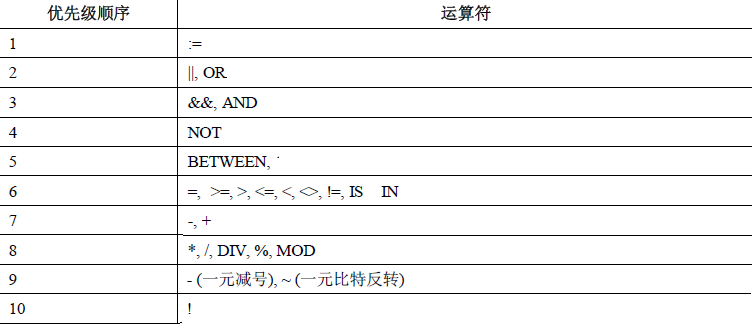 优先级顺序 运算符
1 :=
2 ||, OR
3 &&, AND
4 NOT
5 BETWEEN,
6 =, >=, >, <=, <, <>, !=, IS IN
7 -, +
8 *, /, DIV, %, MOD
9 - (一元减号), ~ (一元比特反转)
10 !